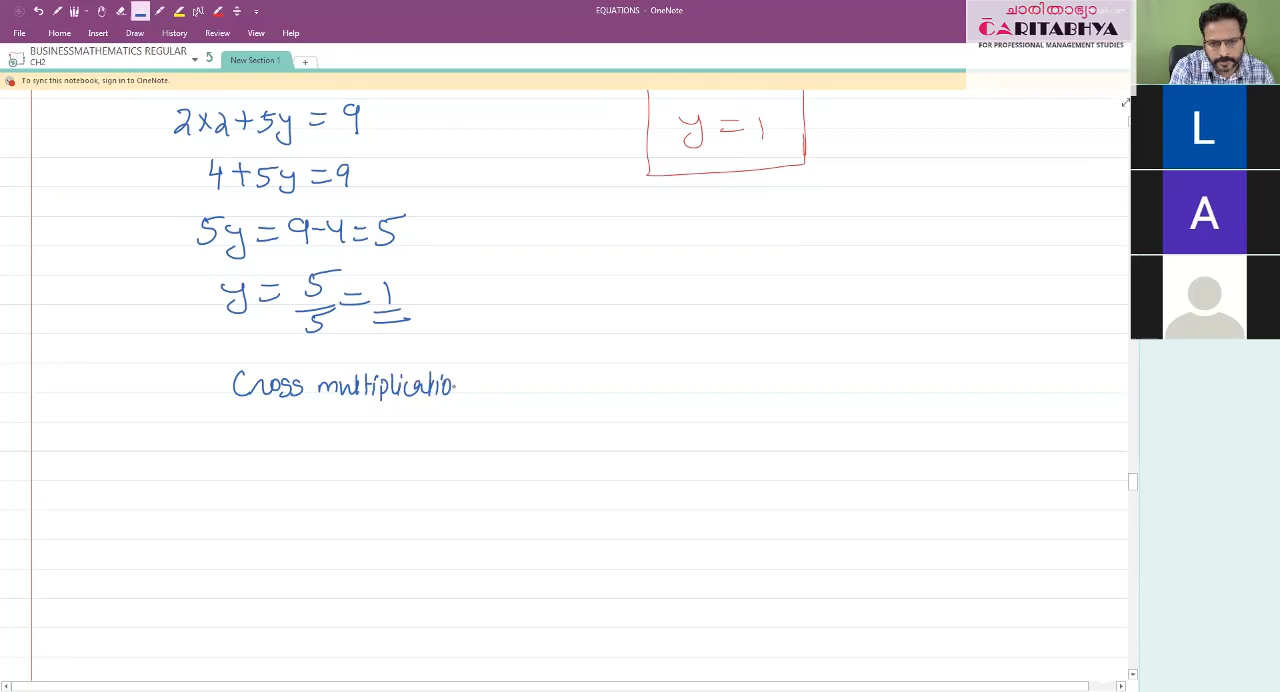 EQUATIONS - OneNote
.com
ചാരിതാഭ്യാ
CARITABHYA
FOR PROFESSIONAL MANAGEMENT STUDIES
File Home Insert Draw History Review View Help
BUSINESSMATHEMATICS REGULAR
CH2
New Section 1
To sync this notebook, sign in to OneNote.
2×2+5y = 9
4+5y = 9
5y = 9-4 = 5
y = 5/5 = 1
Cross multiplicatio
y = 1
L
A